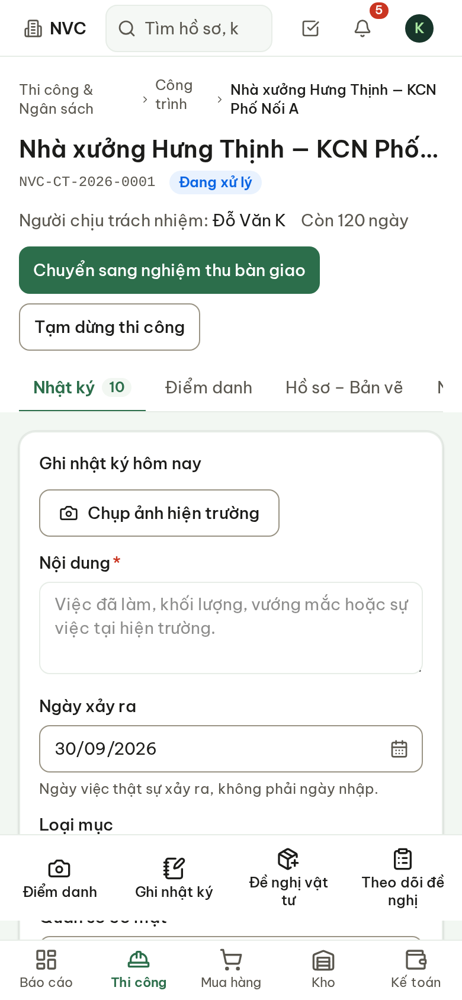 NVC
Tìm hồ sơ, k
5
K
Thi công &
Ngân sách
Công
trình
Nhà xưởng Hưng Thịnh — KCN
Phố Nối A
Nhà xưởng Hưng Thịnh — KCN Phố...
NVC-CT-2026-0001 Đang xử lý
Người chịu trách nhiệm: Đỗ Văn K Còn 120 ngày
Chuyển sang nghiệm thu bàn giao
Tạm dừng thi công
Nhật ký 10 Điểm danh Hồ sơ – Bản vẽ
Ghi nhật ký hôm nay
Chụp ảnh hiện trường
Nội dung *
Việc đã làm, khối lượng, vướng mắc hoặc sự
việc tại hiện trường.
Ngày xảy ra
30/09/2026
Ngày việc thật sự xảy ra, không phải ngày nhập.
Loại mục
Điểm danh
Ghi nhật ký
Đề nghị vật
tư
Theo dõi đề
nghị
Báo cáo Thi công Mua hàng Kho Kế toán